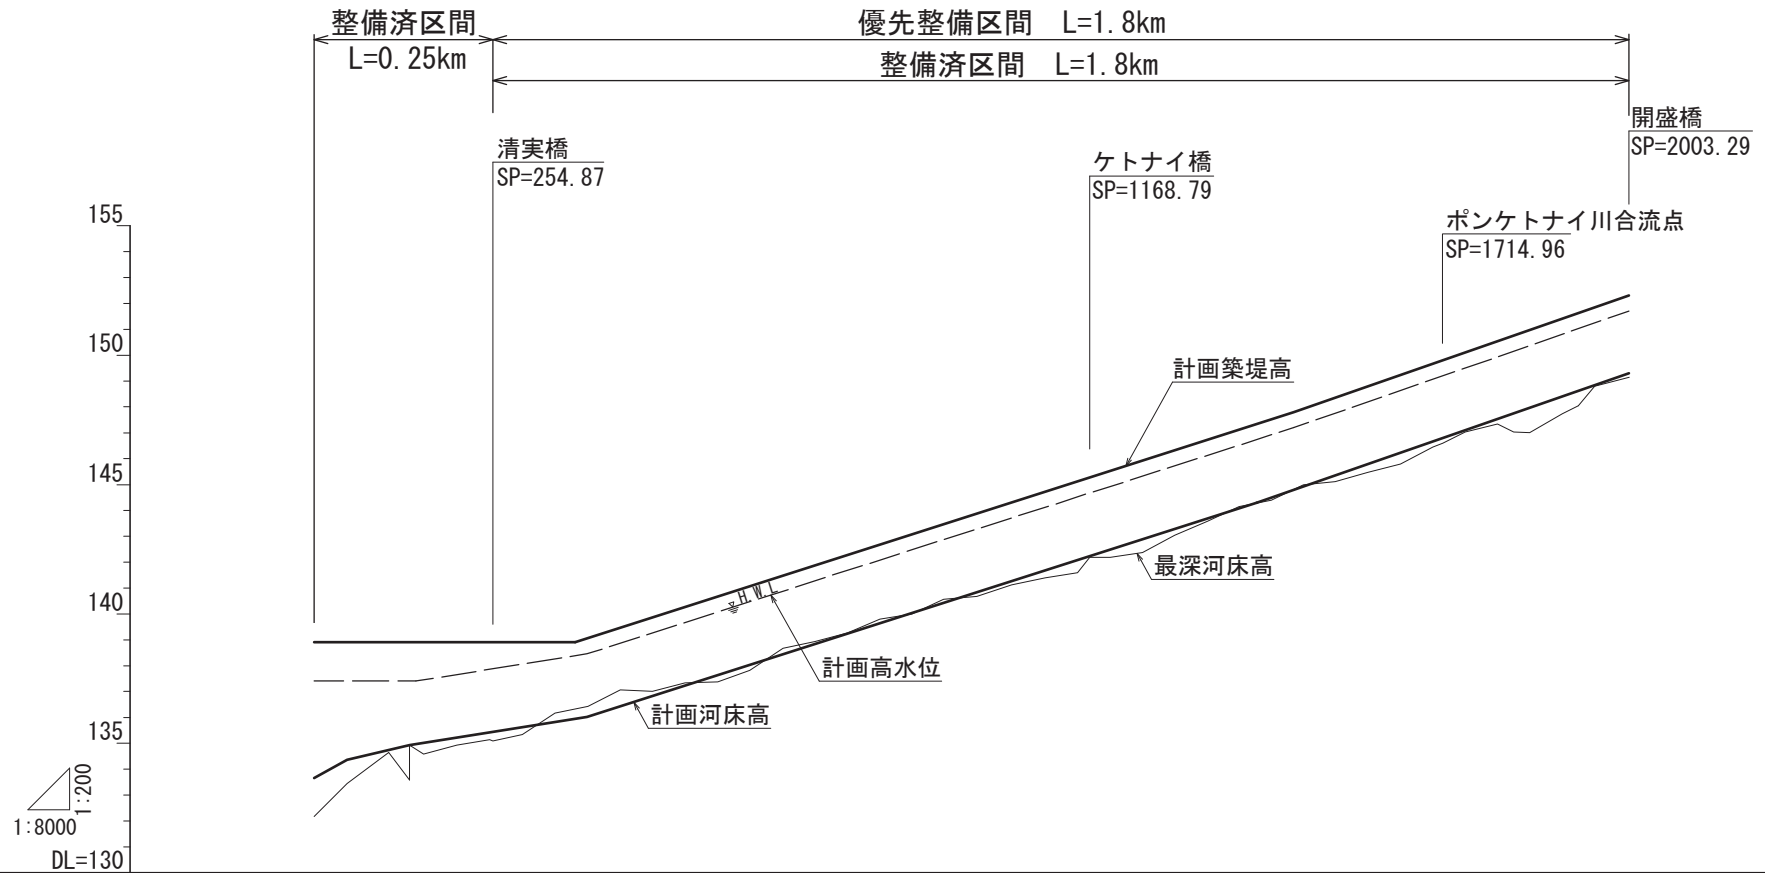 整備済区間
L=0.25km
優先整備区間 L=1.8km
整備済区間 L=1.8km
開盛橋
SP=2003.29
清実橋
SP=254.87
ケトナイ橋
SP=1168.79
ポンケトナイ川合流点
SP=1714.96
155
150
145
140
135
DL=130
計画築堤高
最深河床高
H.W.L
計画高水位
計画河床高
1:200
1:8000